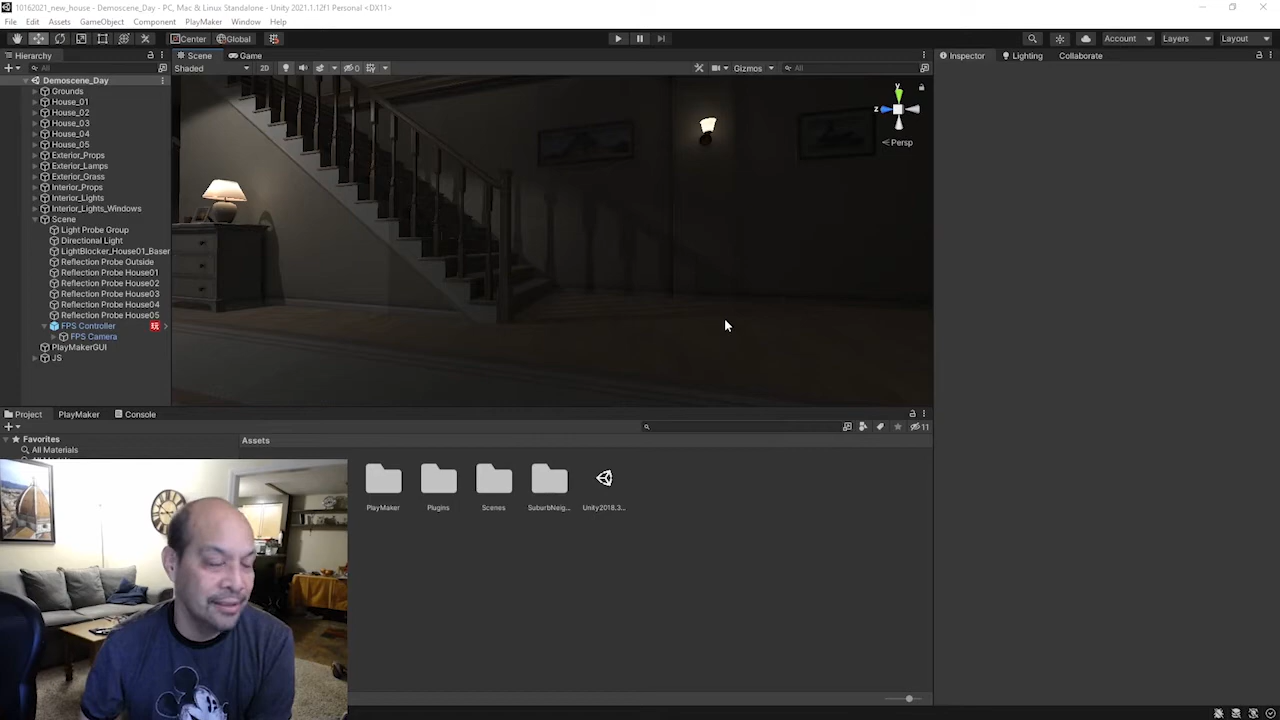 10162021_new_house - Demoscene_Day - PC, Mac & Linux Standalone - Unity 2021.1.12f1 Personal <DX11>
File Edit Assets GameObject Component PlayMaker Window Help
Center Global Account Layers Layout
Hierarchy Scene Game Inspector Lighting Collaborate
All Shaded 2D 0 Gizmos All
Demoscene_Day
Grounds
House_01
House_02
House_03
House_04
House_05
Exterior_Props
Exterior_Lamps
Exterior_Grass
Interior_Props
Interior_Lights
Interior_Lights_Windows
Scene
Light Probe Group
Directional Light
LightBlocker_House01_Baser
Reflection Probe Outside
Reflection Probe House01
Reflection Probe House02
Reflection Probe House03
Reflection Probe House04
Reflection Probe House05
FPS Controller
FPS Camera
PlayMakerGUI
JS
y
z
Persp
Project PlayMaker Console
11
Favorites
All Materials
Assets
PlayMaker Plugins Scenes SuburbNeig... Unity2018.3...